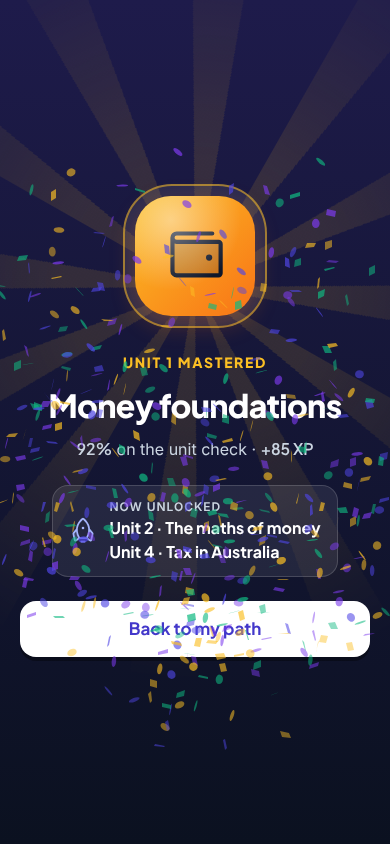 UNIT 1 MASTERED
Money foundations
92% on the unit check · +85 XP
NOW UNLOCKED
Unit 2 · The maths of money
Unit 4 · Tax in Australia
Back to my path